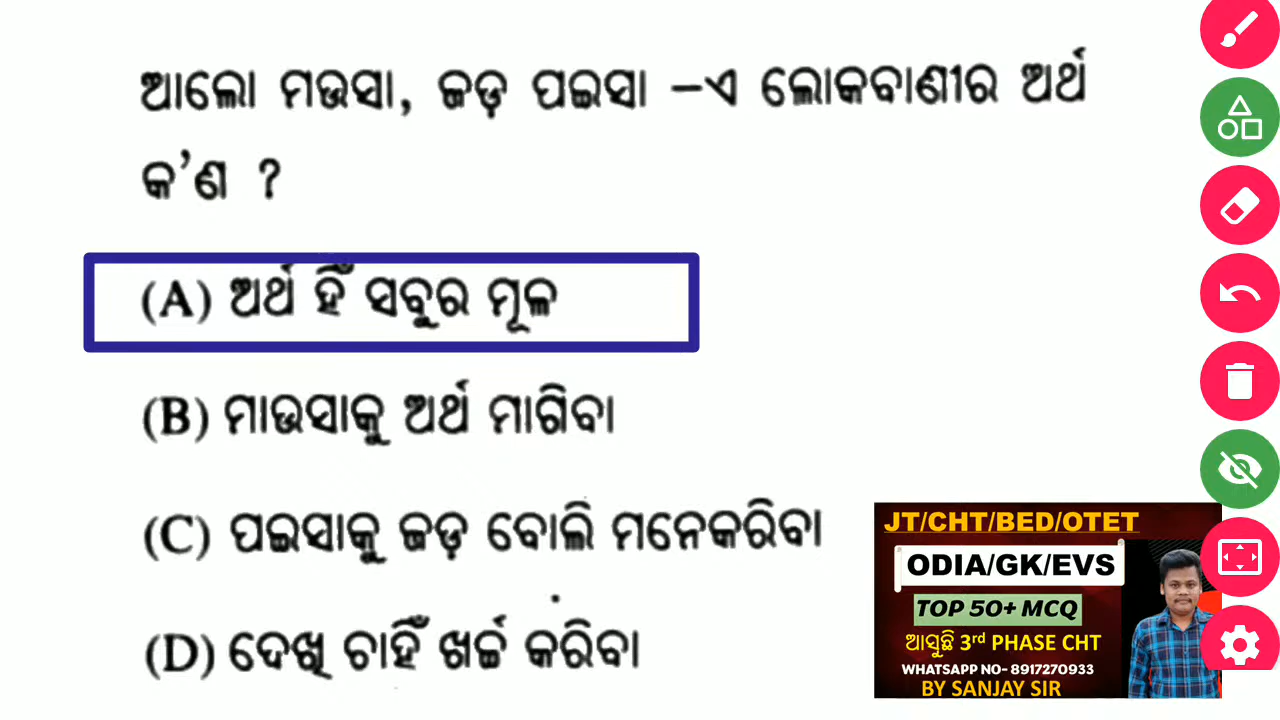 ଆଲୋ ମଉସା, ଜଡ଼ ପଇସା –ଏ ଲୋକବାଣୀର ଅର୍ଥ
କ'ଣ ?
(A) ଅର୍ଥ ହିଁ ସବୁର ମୂଳ
(B) ମାଉସାକୁ ଅର୍ଥ ମାଗିବା
(C) ପଇସାକୁ ଜଡ଼ ବୋଲି ମନେକରିବା
(D) ଦେଖି ଚାହିଁ ଖର୍ଚ୍ଚ କରିବା
JT/CHT/BED/OTET
ODIA/GK/EVS
TOP 50+ MCQ
ଆସୁଛି 3rd PHASE CHT
WHATSAPP NO- 8917270933
BY SANJAY SIR